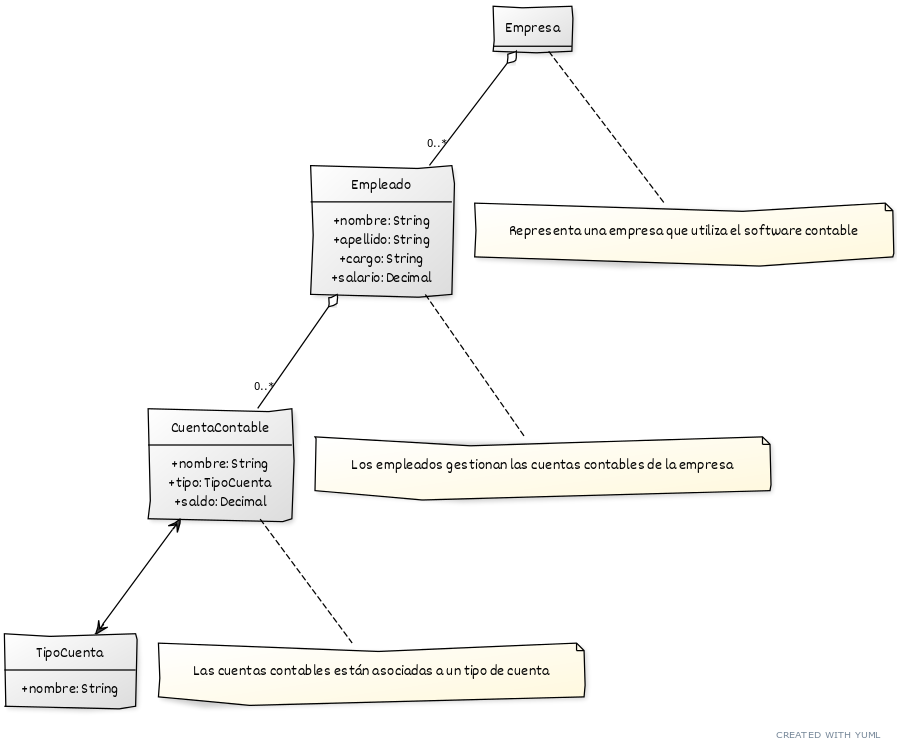 Empresa
0..*
Empleado
+nombre: String
+apellido: String
+cargo: String
+salario: Decimal
Representa una empresa que utiliza el software contable
0..*
CuentaContable
+nombre: String
+tipo: TipoCuenta
+saldo: Decimal
Los empleados gestionan las cuentas contables de la empresa
TipoCuenta
+nombre: String
Las cuentas contables están asociadas a un tipo de cuenta
CREATED WITH YUML